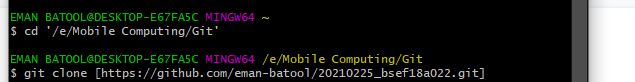 EMAN BATOOL@DESKTOP-E67FA5C MINGW64 ~
$ cd '/e/Mobile Computing/Git'
EMAN BATOOL@DESKTOP-E67FA5C MINGW64 /e/Mobile Computing/Git
$ git clone [https://github.com/eman-batool/20210225_bsef18a022.git]